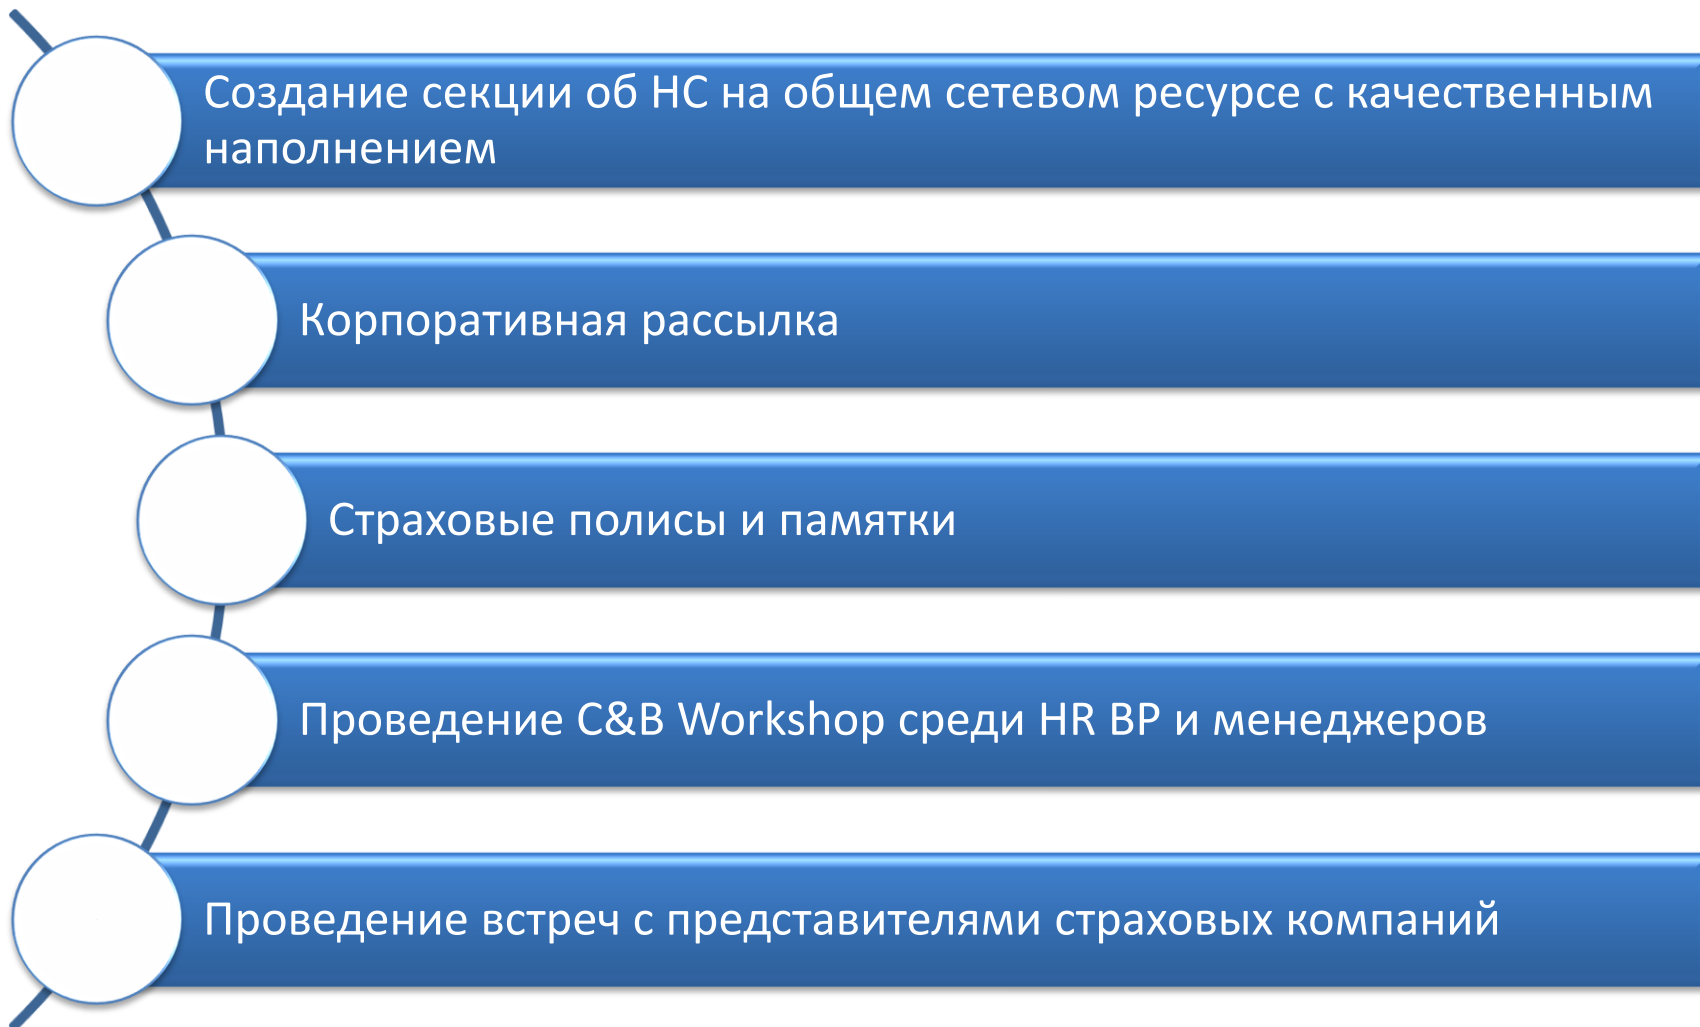 Создание секции об НС на общем сетевом ресурсе с качественным
наполнением
Корпоративная рассылка
Страховые полисы и памятки
Проведение C&B Workshop среди HR BP и менеджеров
Проведение встреч с представителями страховых компаний